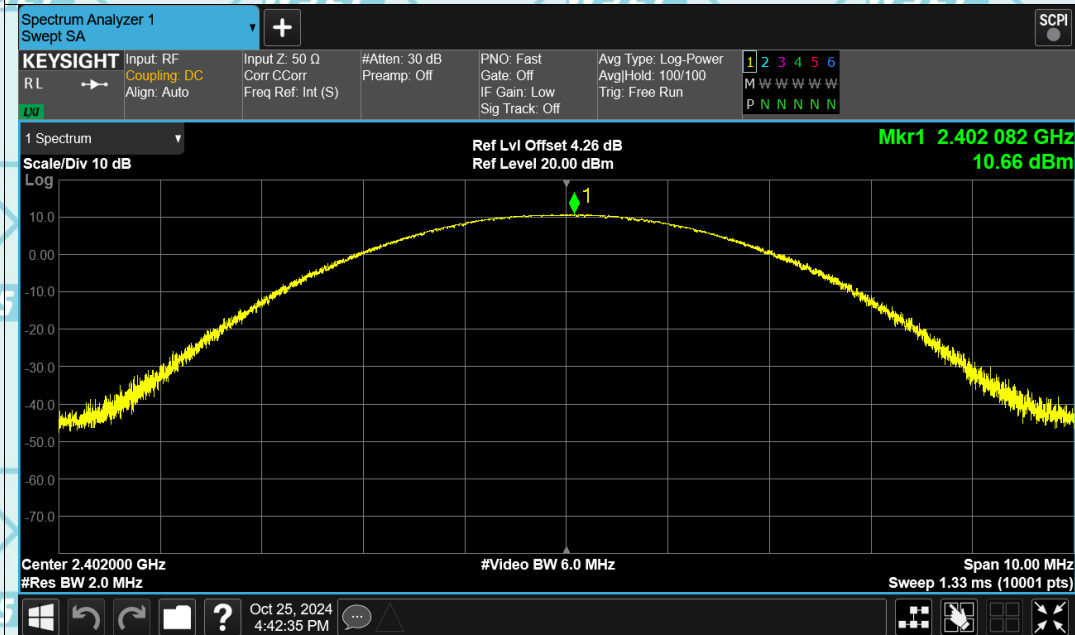 Spectrum Analyzer 1
Swept SA
+
SCPI
KEYSIGHT
R L
LXI
Input: RF
Coupling: DC
Align: Auto
Input Z: 50 Ω
Corr CCorr
Freq Ref: Int (S)
#Atten: 30 dB
Preamp: Off
PNO: Fast
Gate: Off
IF Gain: Low
Sig Track: Off
Avg Type: Log-Power
Avg|Hold: 100/100
Trig: Free Run
1 2 3 4 5 6
M W W W W W
P N N N N N
1 Spectrum
Scale/Div 10 dB
Log
Ref Lvl Offset 4.26 dB
Ref Level 20.00 dBm
Mkr1 2.402 082 GHz
10.66 dBm
1
10.0
0.00
-10.0
-20.0
-30.0
-40.0
-50.0
-60.0
-70.0
Center 2.402000 GHz
#Res BW 2.0 MHz
#Video BW 6.0 MHz
Span 10.00 MHz
Sweep 1.33 ms (10001 pts)
?
Oct 25, 2024
4:42:35 PM